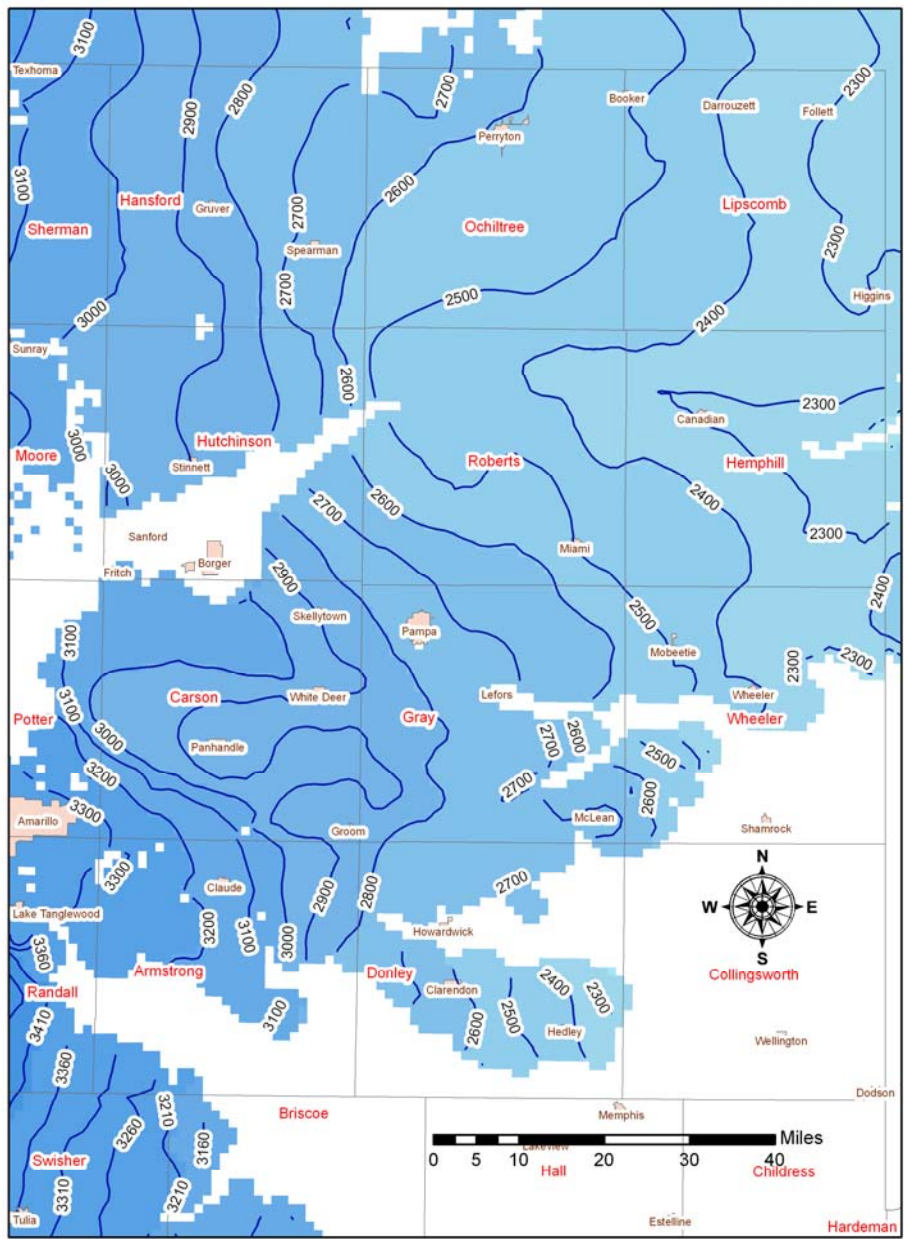 3100
Texhoma
2900
2800
2700
Booker
Darrouzett
2300
Follett
Perryton
3100
Hansford
Gruver
2700
2600
Lipscomb
Sherman
Ochiltree
Spearman
2300
2700
2500
Higgins
3000
2400
Sunray
2600
2300
Canadian
3000
Moore
Hutchinson
Stinnett
Roberts
Hemphill
3000
2700
2600
2400
Sanford
Miami
2300
Borger
Fritch
2900
2400
Skellytown
2500
3100
Pampa
Mobeetie
2300
2300
3100
Carson
White Deer
Lefors
Wheeler
Potter
Gray
Wheeler
3000
Panhandle
2700
2600
2500
3200
3300
2700
2600
Amarillo
Groom
McLean
Shamrock
N
3300
Claude
2900
2800
2700
W
E
Lake Tanglewood
3200
3100
3000
Howardwick
S
3360
Armstrong
Donley
Collingsworth
Randall
Clarendon
2400
2300
3410
3100
2600
2500
Hedley
Wellington
3360
Dodson
3210
Briscoe
Memphis
3260
3160
Miles
Lakeview
Swisher
0
5
10
20
30
40
3310
3210
Hall
Childress
Tulia
Estelline
Hardeman